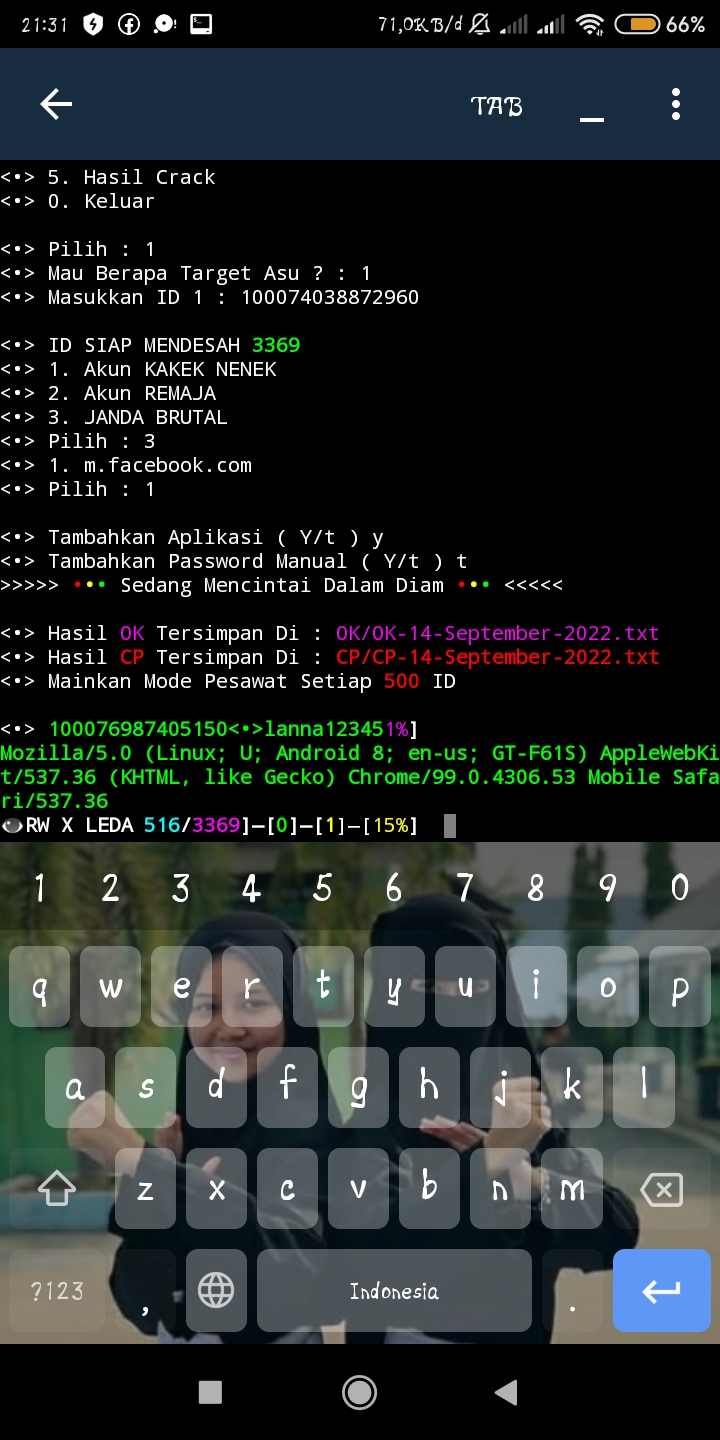 21:31 71,0KB/d 66%
TAB _
<•> 5. Hasil Crack
<•> 0. Keluar
<•> Pilih : 1
<•> Mau Berapa Target Asu ? : 1
<•> Masukkan ID 1 : 100074038872960
<•> ID SIAP MENDESAH 3369
<•> 1. Akun KAKEK NENEK
<•> 2. Akun REMAJA
<•> 3. JANDA BRUTAL
<•> Pilih : 3
<•> 1. m.facebook.com
<•> Pilih : 1
<•> Tambahkan Aplikasi ( Y/t ) y
<•> Tambahkan Password Manual ( Y/t ) t
>>>>> ••• Sedang Mencintai Dalam Diam ••• <<<<<
<•> Hasil OK Tersimpan Di : OK/OK-14-September-2022.txt
<•> Hasil CP Tersimpan Di : CP/CP-14-September-2022.txt
<•> Mainkan Mode Pesawat Setiap 500 ID
<•> 100076987405150<•>lanna123451%]
Mozilla/5.0 (Linux; U; Android 8; en-us; GT-F61S) AppleWebKi
t/537.36 (KHTML, like Gecko) Chrome/99.0.4306.53 Mobile Safa
ri/537.36
RW X LEDA 516/3369]—[0]—[1]—[15%]
1 2 3 4 5 6 7 8 9 0
q w e r t y u i o p
a s d f g h j k l
z x c v b n m
?123 , Indonesia .